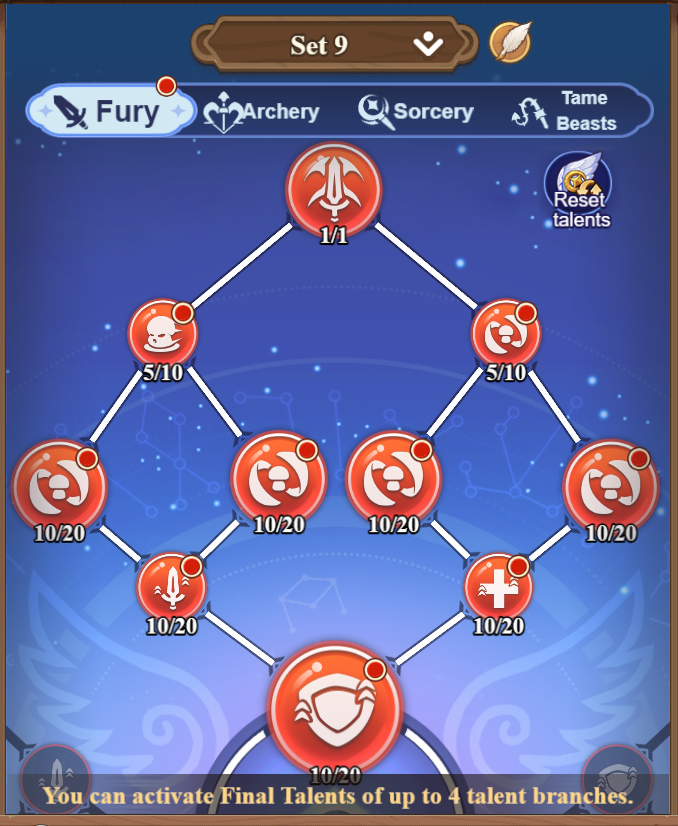 Set 9
Fury
Archery
Sorcery
Tame
Beasts
Reset
talents
1/1
5/10
5/10
10/20
10/20
10/20
10/20
10/20
10/20
10/20
You can activate Final Talents of up to 4 talent branches.